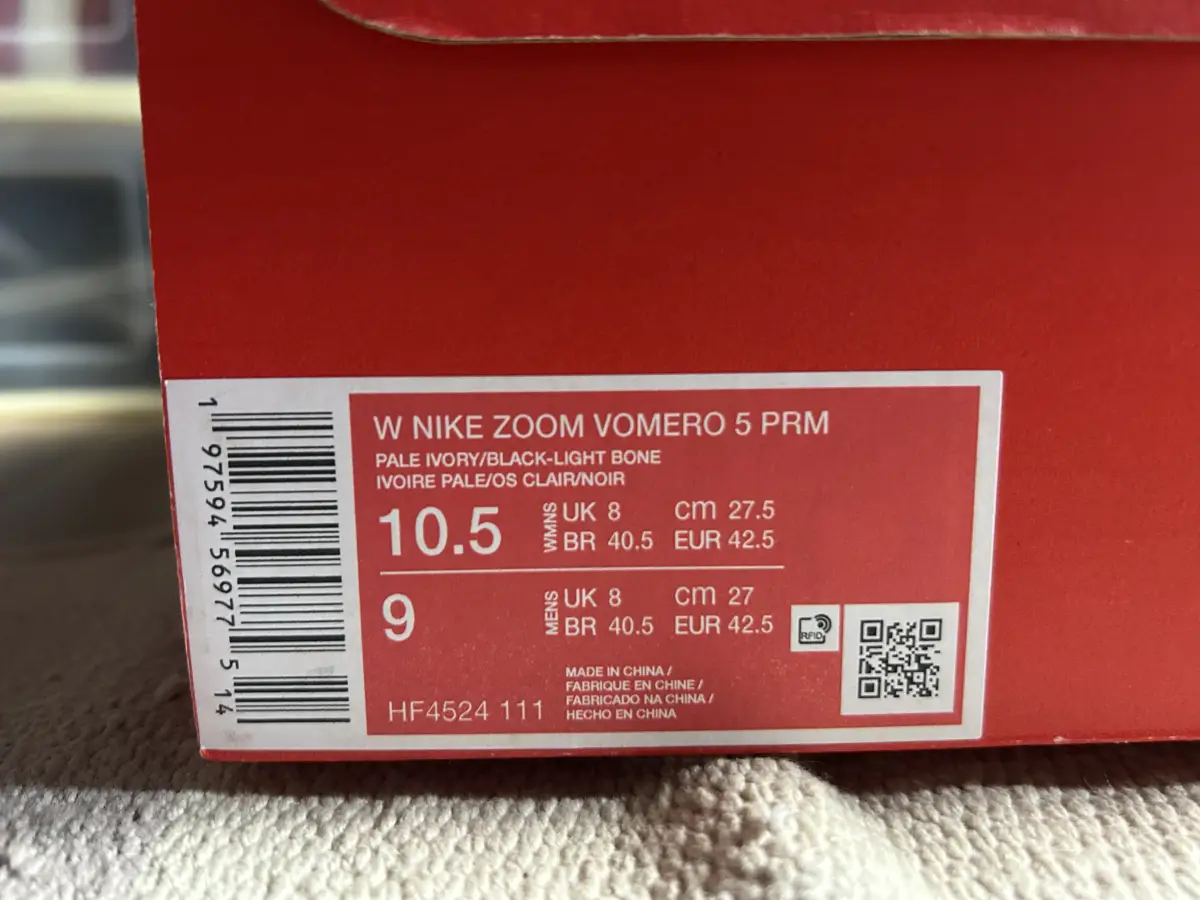 W NIKE ZOOM VOMERO 5 PRM
PALE IVORY/BLACK-LIGHT BONE
IVOIRE PALE/OS CLAIR/NOIR
10.5 WMNS UK 8 cm 27.5
BR 40.5 EUR 42.5
9 MENS UK 8 cm 27
BR 40.5 EUR 42.5
RFID
HF4524 111
MADE IN CHINA /
FABRIQUE EN CHINE /
FABRICADO NA CHINA /
HECHO EN CHINA
1 97594 56977 5 14